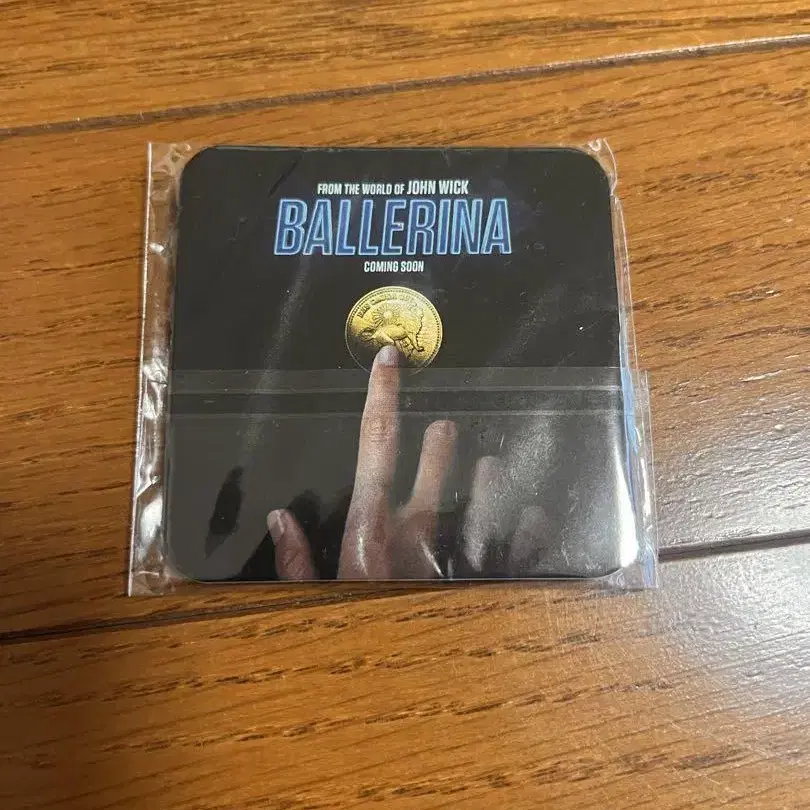 FROM THE WORLD OF JOHN WICK
BALLERINA
COMING SOON